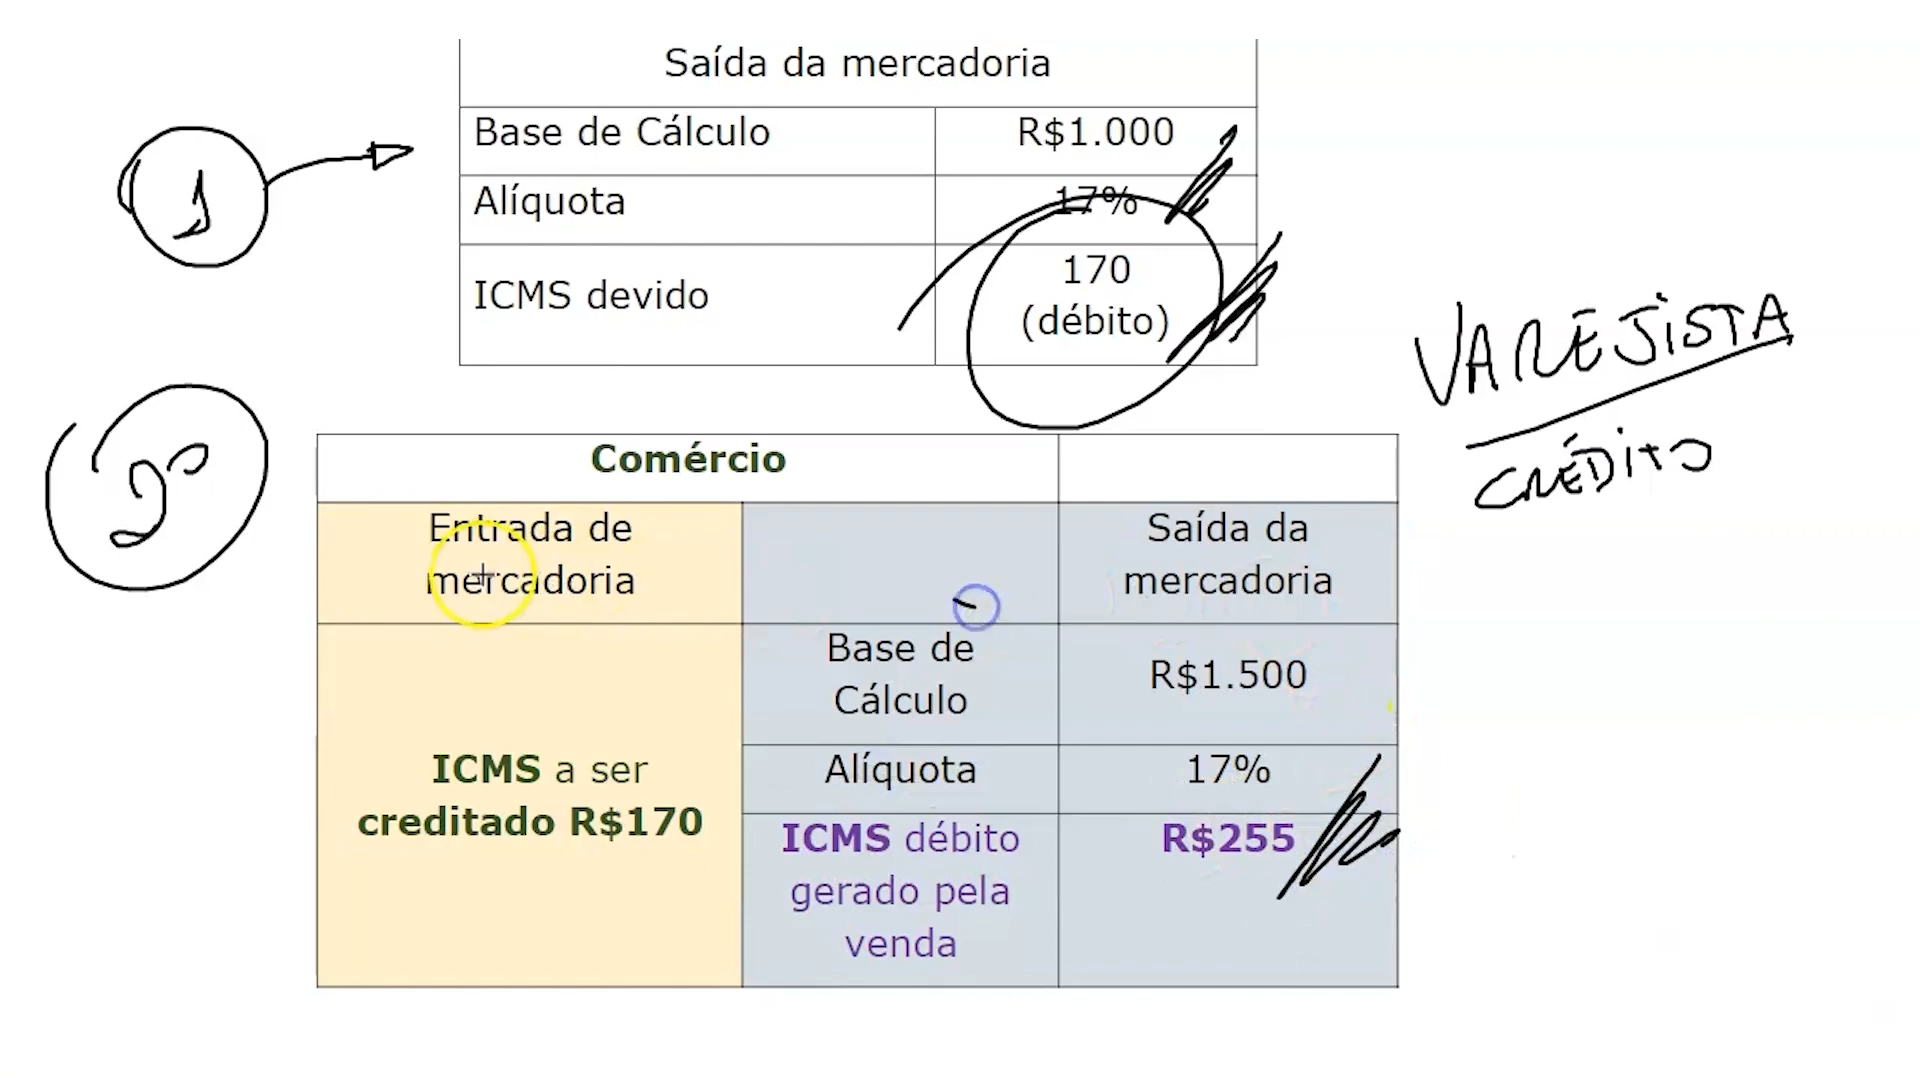 Saída da mercadoria
Base de Cálculo R$1.000
1
Alíquota 17%
ICMS devido 170
(débito)
VAREJISTA
CRÉDITO
2º
Comércio
Entrada de
mercadoria
Saída da
mercadoria
Base de
Cálculo
R$1.500
ICMS a ser
creditado R$170
Alíquota 17%
ICMS débito
gerado pela
venda
R$255